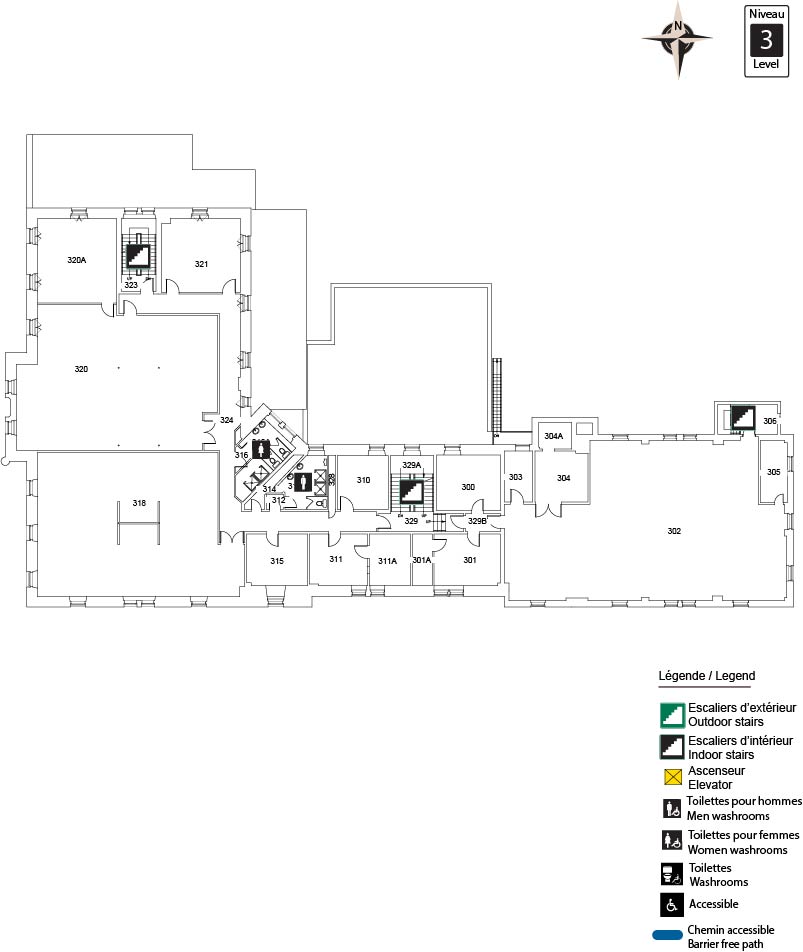 Niveau
3
Level
N
320A
321
323
320
324
316
304A
306
329A
304
305
310
303
300
328
314
312
318
329
329B
302
315
311
311A
301A
301
UP
DN
Légende / Legend
Escaliers d'extérieur
Outdoor stairs
Escaliers d'intérieur
Indoor stairs
Ascenseur
Elevator
Toilettes pour hommes
Men washrooms
Toilettes pour femmes
Women washrooms
Toilettes
Washrooms
Accessible
Chemin accessible
Barrier free path